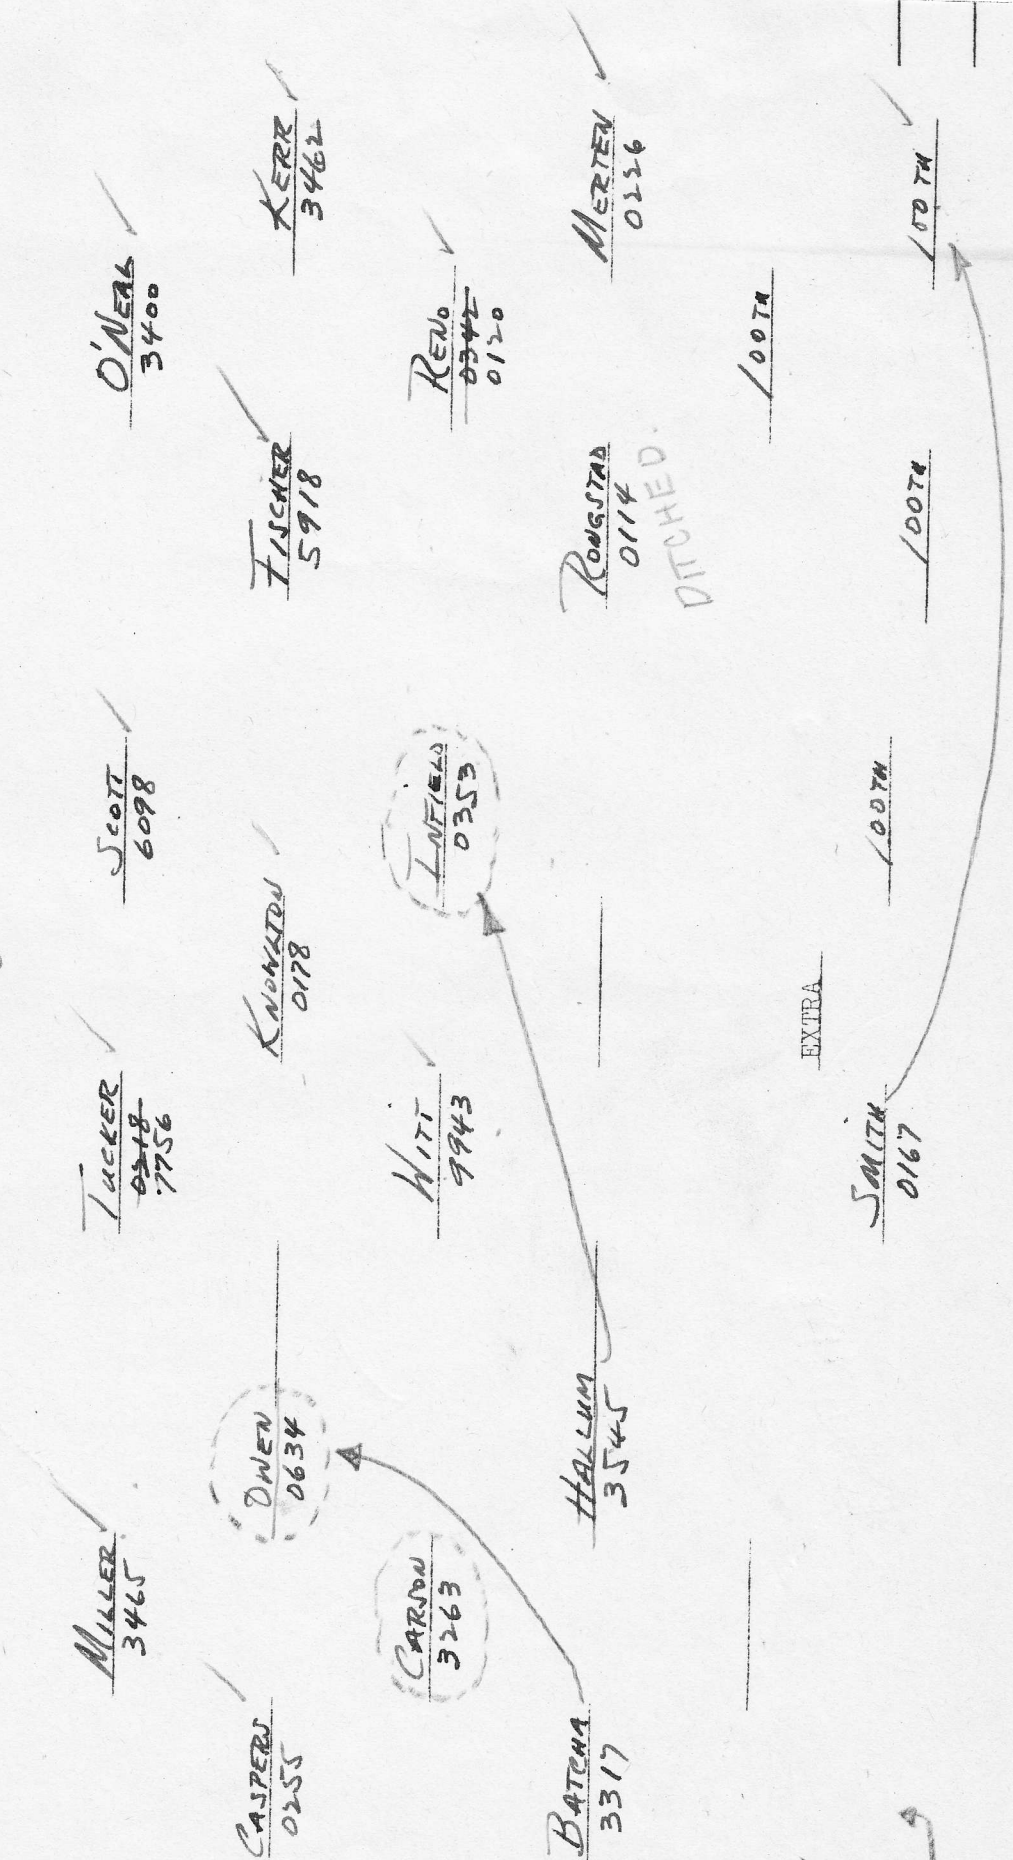 MILLER
3465
TUCKER
0218
7756
SCOTT
6098
O'NEAL
3400
CASPERS
0255
OWEN
0634
KNOWLTON
0178
FISCHER
5918
KERR
3462
CARSON
3263
WITT
9943
INFIELD
0353
RENO
0342
0120
BATCHA
3317
HALLUM
3545
RONGSTAD
0114
DITCHED.
MERTEN
0226
100TH
EXTRA
SMITH
0167
100TH
100TH
100TH